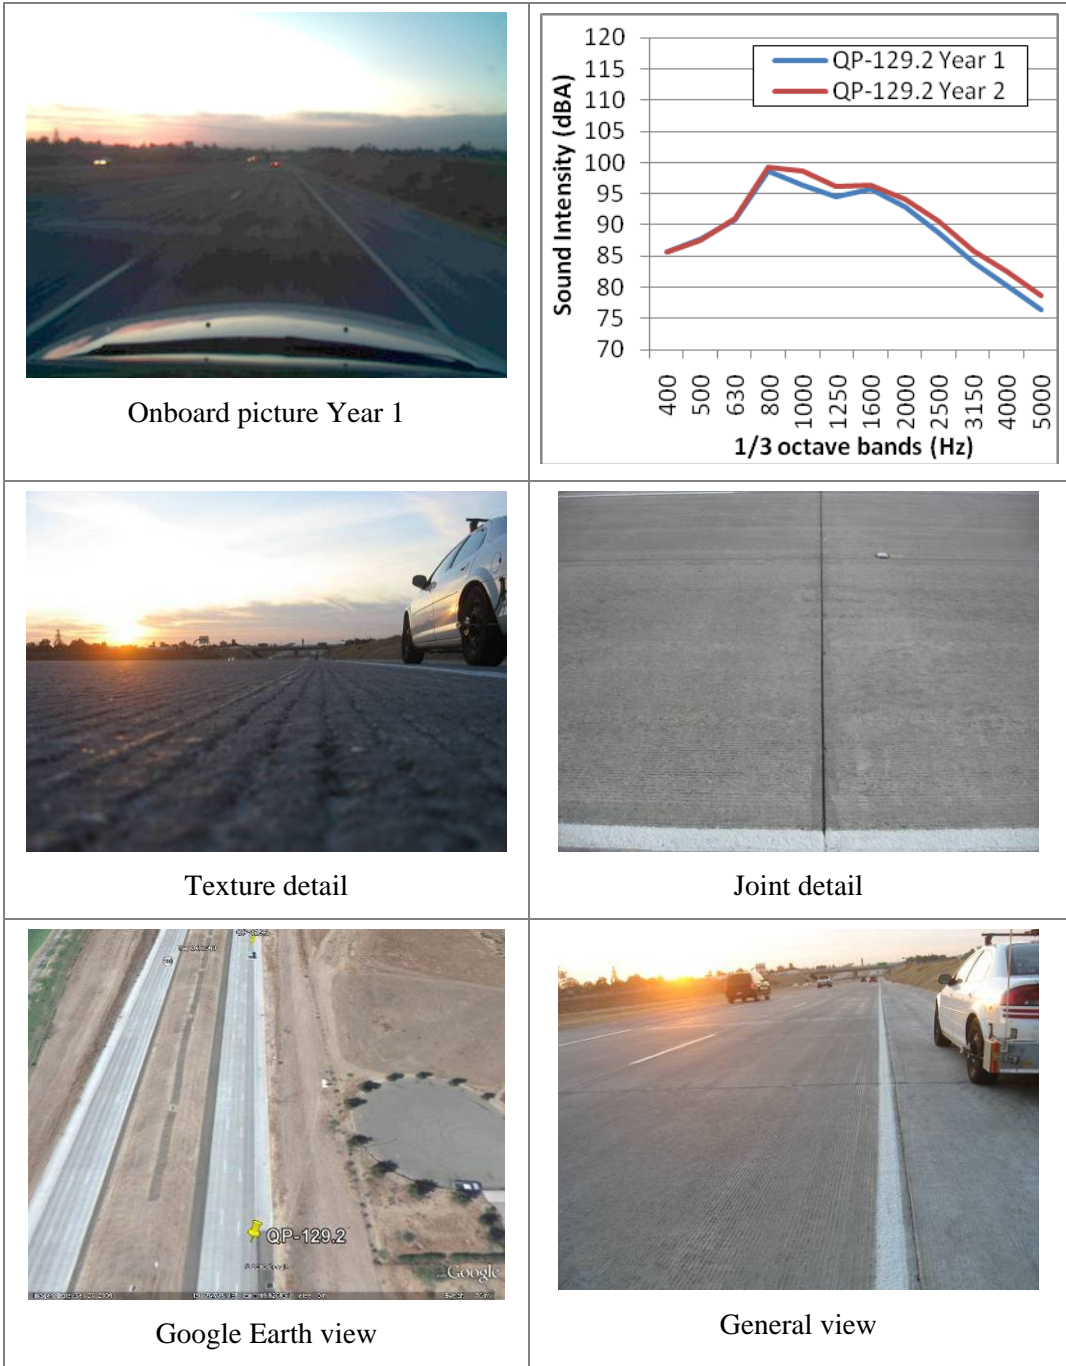 Onboard picture Year 1
120
115
110
105
100
95
90
85
80
75
70
Sound Intensity (dBA)
QP-129.2 Year 1
QP-129.2 Year 2
400
500
630
800
1000
1250
1600
2000
2500
3150
4000
5000
1/3 octave bands (Hz)
Texture detail
Joint detail
QP-129.2
Google
Google Earth view
General view